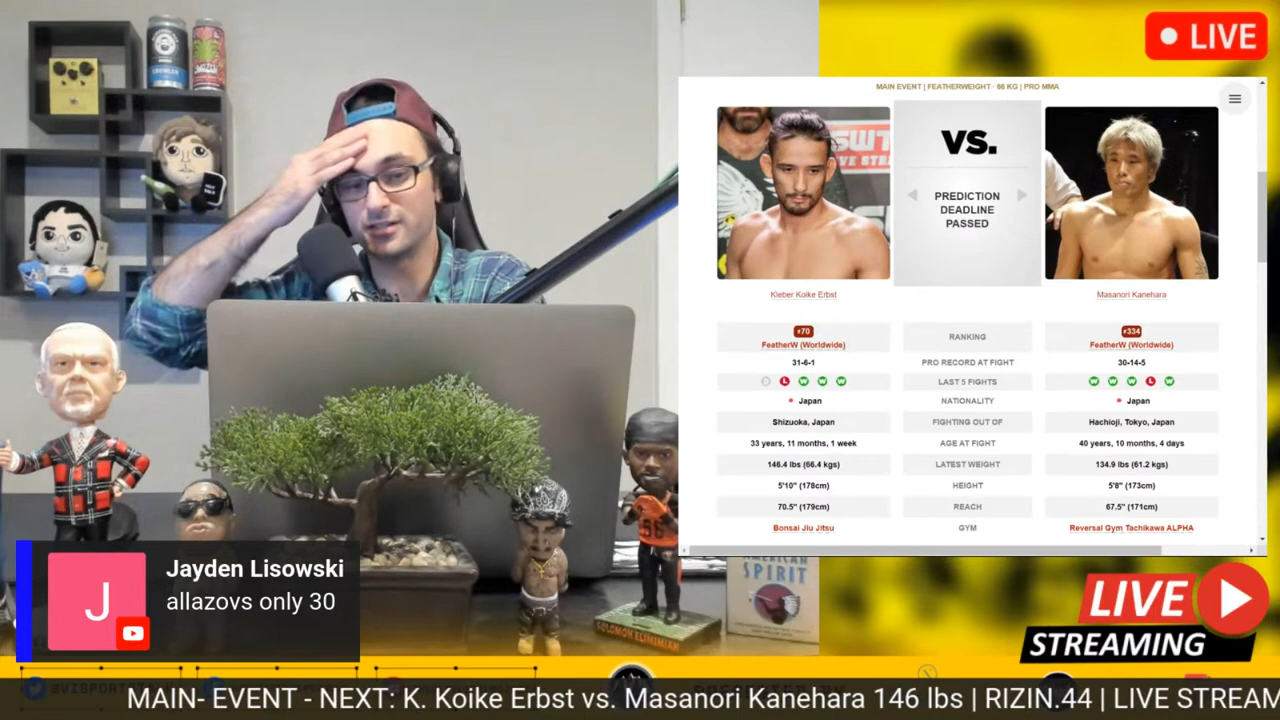 LIVE
MAIN EVENT | FEATHERWEIGHT · 66 KG | PRO MMA
VS.
PREDICTION
DEADLINE
PASSED
Kleber Koike Erbst
Masanori Kanehara
#70
FeatherW (Worldwide)
RANKING
#334
FeatherW (Worldwide)
31-6-1
PRO RECORD AT FIGHT
30-14-5
L W W W
LAST 5 FIGHTS
W W W L W
Japan
NATIONALITY
Japan
Shizuoka, Japan
FIGHTING OUT OF
Hachioji, Tokyo, Japan
33 years, 11 months, 1 week
AGE AT FIGHT
40 years, 10 months, 4 days
146.4 lbs (66.4 kgs)
LATEST WEIGHT
134.9 lbs (61.2 kgs)
5'10" (178cm)
HEIGHT
5'8" (173cm)
70.5" (179cm)
REACH
67.5" (171cm)
Bonsai Jiu Jitsu
GYM
Reversal Gym Tachikawa ALPHA
J
Jayden Lisowski
allazovs only 30
AMERICAN
SPIRIT
SOLOMON ELIMIMIAN
LIVE
STREAMING
MAIN- EVENT - NEXT: K. Koike Erbst vs. Masanori Kanehara 146 lbs | RIZIN.44 | LIVE STREAM